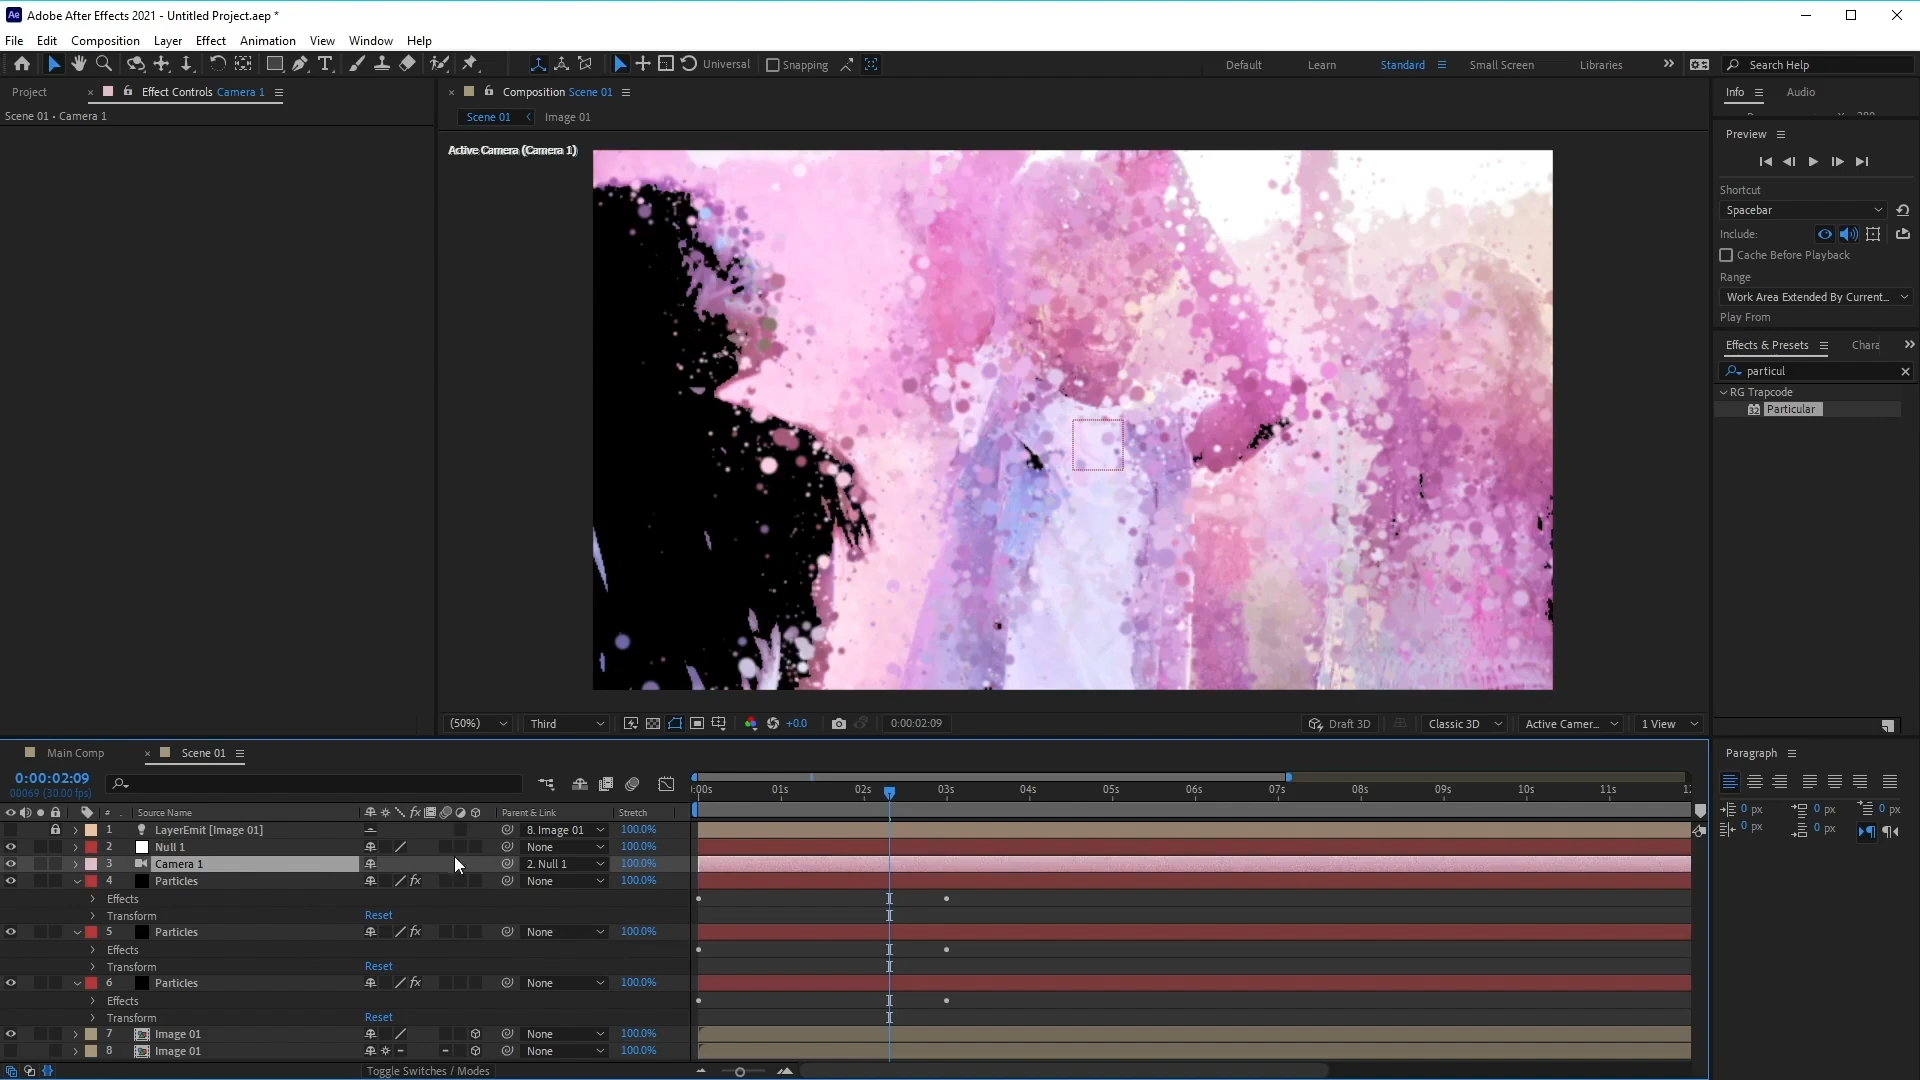 Adobe After Effects 2021 - Untitled Project.aep *
File Edit Composition Layer Effect Animation View Window Help
Universal Snapping Default Learn Standard Small Screen Libraries Search Help
Project Effect Controls Camera 1 Composition Scene 01 Info Audio
Scene 01 • Camera 1
Scene 01 Image 01
Active Camera (Camera 1)
Preview
Shortcut
Spacebar
Include:
Cache Before Playback
Range
Work Area Extended By Current...
Play From
Effects & Presets Chara
particul
RG Trapcode
Particular
(50%) Third +0.0 0:00:02:09 Draft 3D Classic 3D Active Camer... 1 View
Main Comp Scene 01
Paragraph
0:00:02:09
00069 (30.00 fps)
:00s 01s 02s 03s 04s 05s 06s 07s 08s 09s 10s 11s
# Source Name fx Parent & Link Stretch
0 px 0 px 0 px
0 px 0 px
1 LayerEmit [Image 01] 8. Image 01 100.0%
2 Null 1 None 100.0%
3 Camera 1 2. Null 1 100.0%
4 Particles fx None 100.0%
Effects
Transform Reset
5 Particles fx None 100.0%
Effects
Transform Reset
6 Particles fx None 100.0%
Effects
Transform Reset
7 Image 01 None 100.0%
8 Image 01 None 100.0%
Toggle Switches / Modes